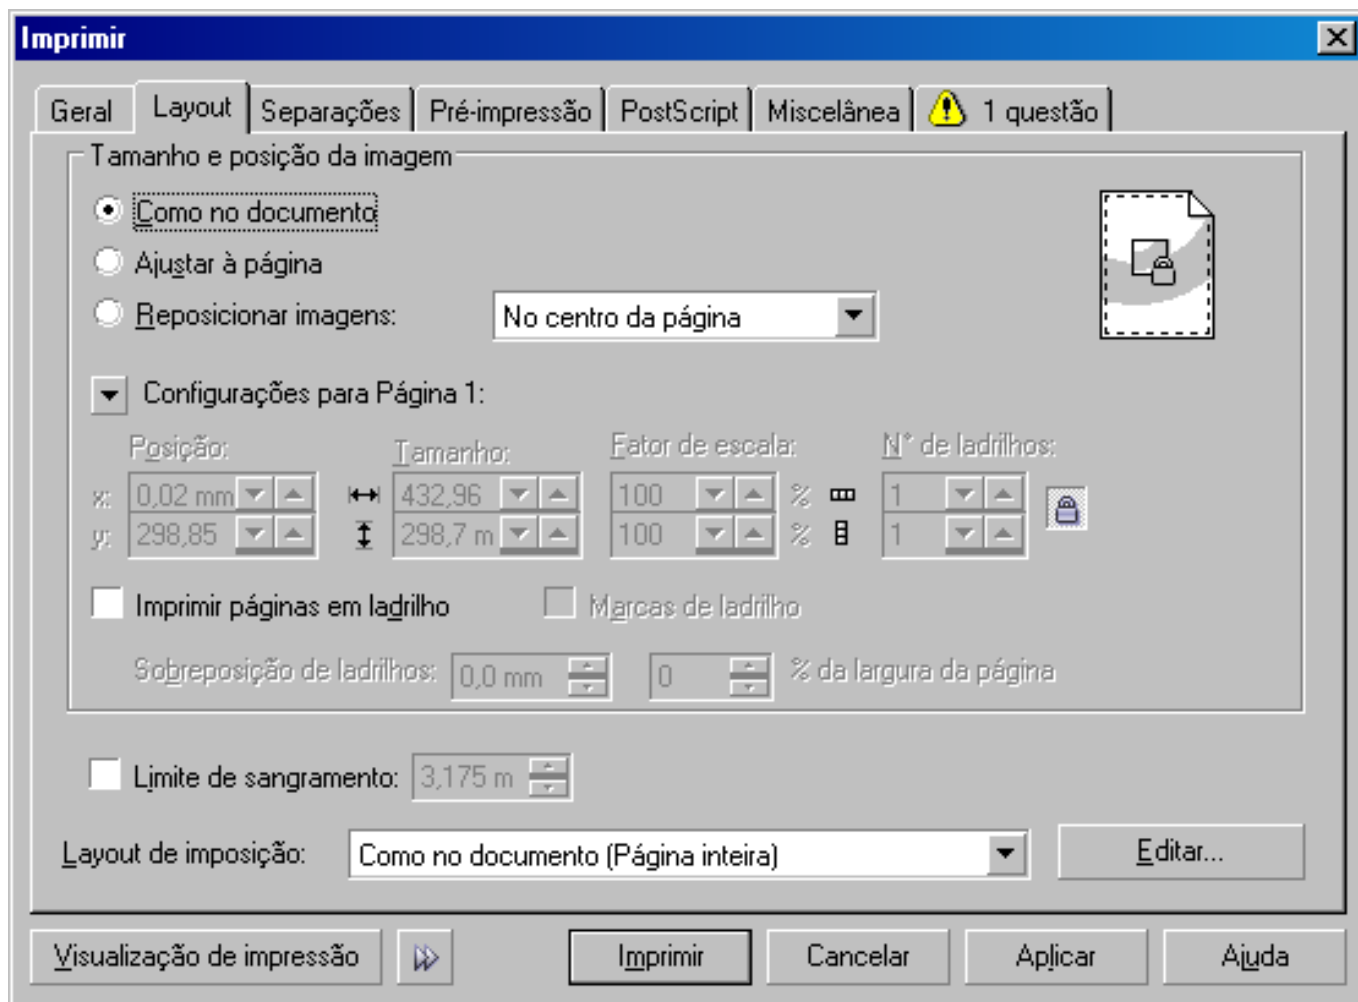 Imprimir
Geral Layout Separações Pré-impressão PostScript Miscelânea 1 questão
Tamanho e posição da imagem
Como no documento
Ajustar à página
Reposicionar imagens: No centro da página
Configurações para Página 1:
Posição: Tamanho: Fator de escala: N° de ladrilhos:
x: 0,02 mm 432,96 100 % 1
y: 298,85 298,7 m 100 % 1
Imprimir páginas em ladrilho Marcas de ladrilho
Sobreposição de ladrilhos: 0,0 mm 0 % da largura da página
Limite de sangramento: 3,175 m
Layout de imposição: Como no documento (Página inteira) Editar...
Visualização de impressão Imprimir Cancelar Aplicar Ajuda